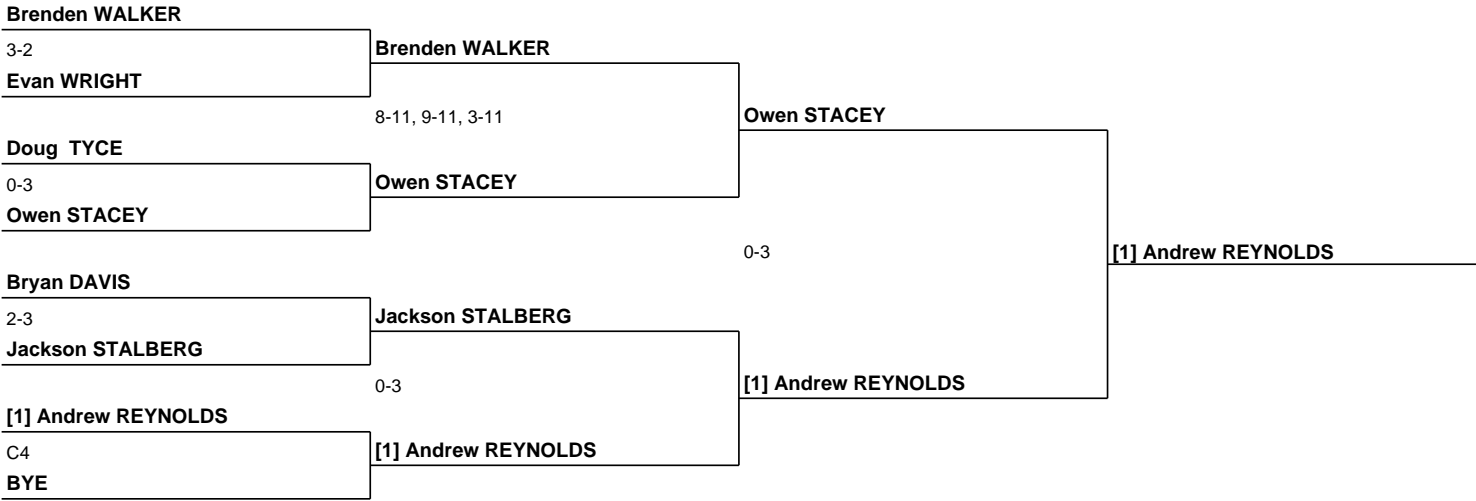 Brenden WALKER
3-2
Brenden WALKER
Evan WRIGHT
8-11, 9-11, 3-11
Owen STACEY
Doug  TYCE
0-3
Owen STACEY
Owen STACEY
0-3
[1] Andrew REYNOLDS
Bryan DAVIS
2-3
Jackson STALBERG
Jackson STALBERG
0-3
[1] Andrew REYNOLDS
[1] Andrew REYNOLDS
C4
[1] Andrew REYNOLDS
BYE